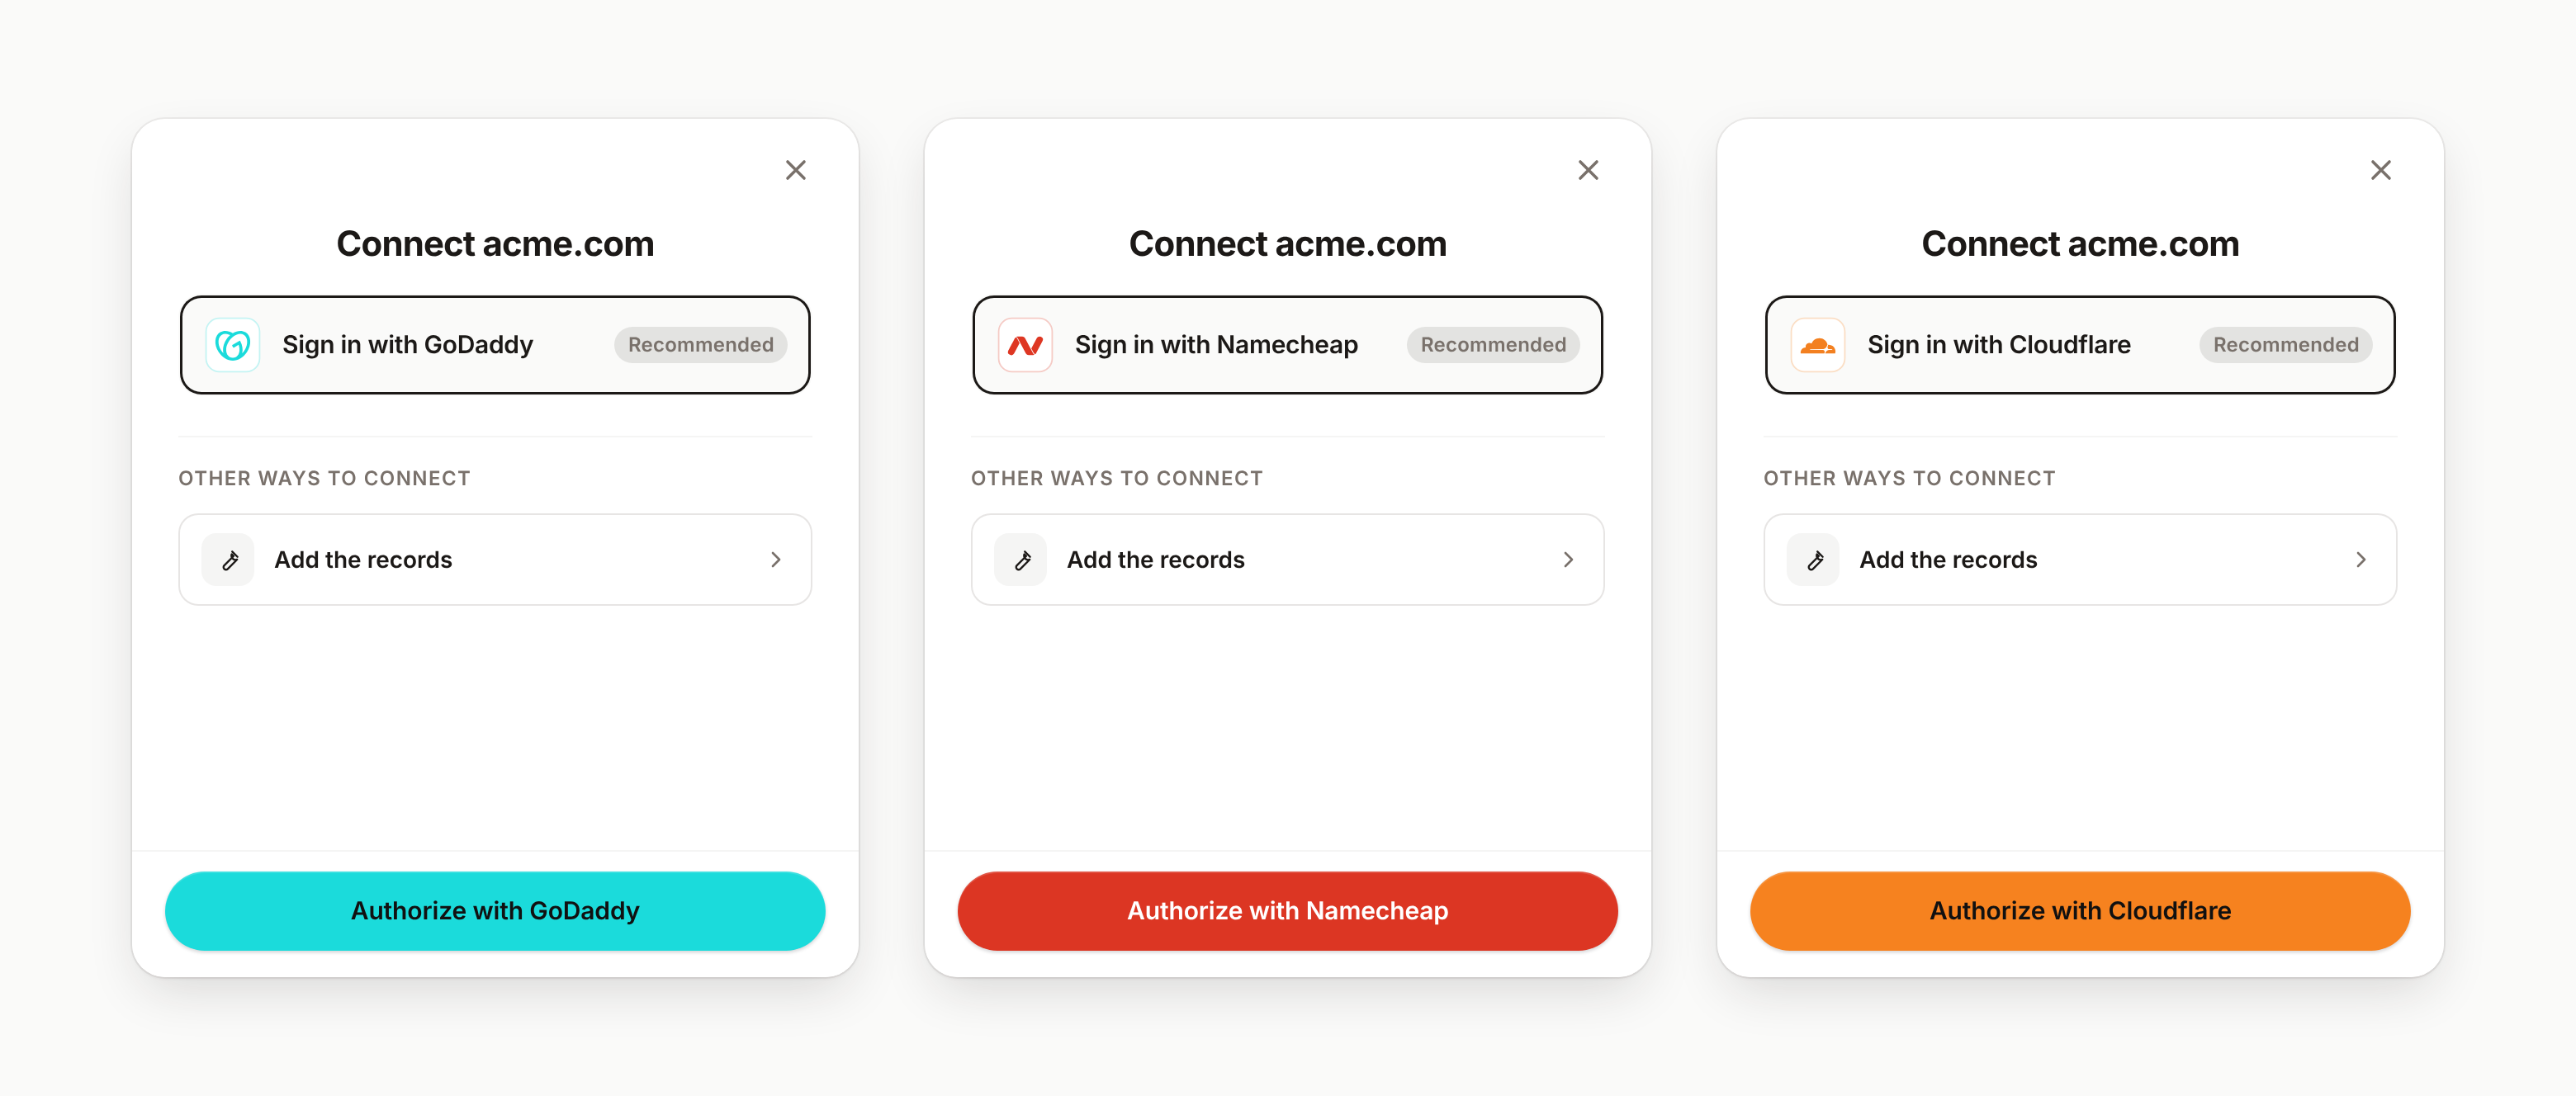 Connect acme.com
Sign in with GoDaddy
Recommended
OTHER WAYS TO CONNECT
Add the records
Authorize with GoDaddy
Connect acme.com
Sign in with Namecheap
Recommended
OTHER WAYS TO CONNECT
Add the records
Authorize with Namecheap
Connect acme.com
Sign in with Cloudflare
Recommended
OTHER WAYS TO CONNECT
Add the records
Authorize with Cloudflare